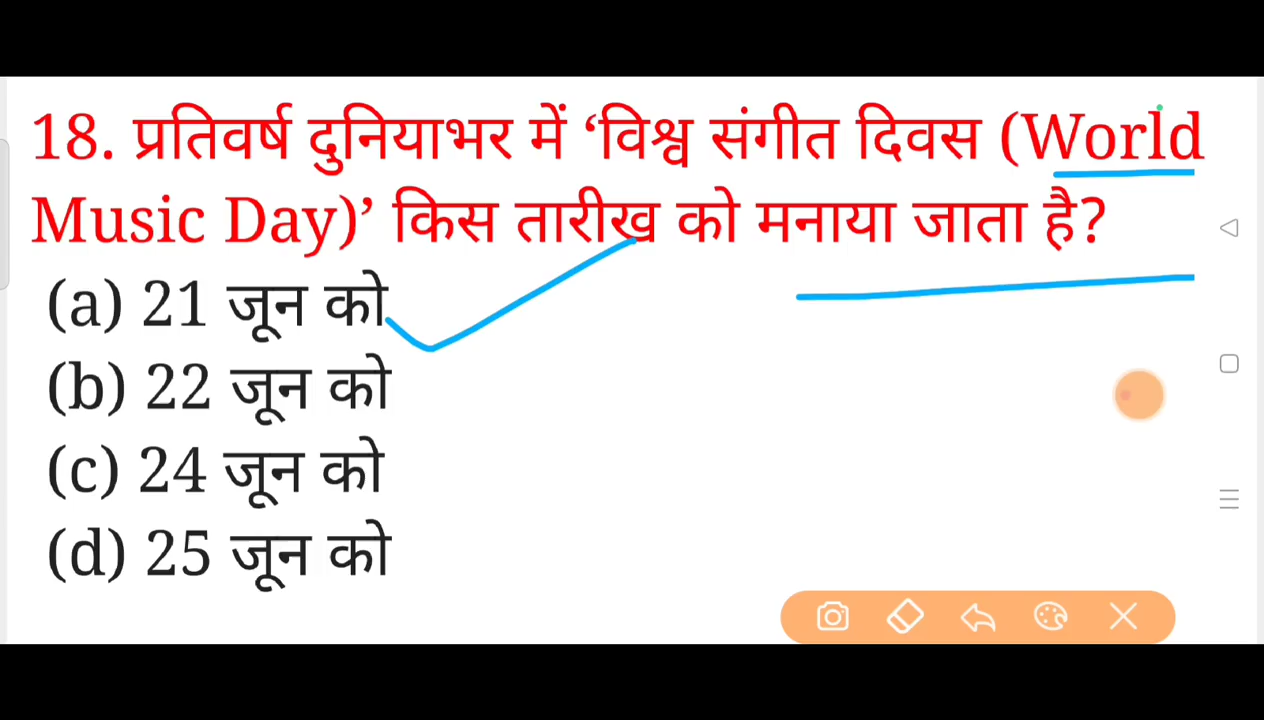 18. प्रतिवर्ष दुनियाभर में ‘विश्व संगीत दिवस (World
Music Day)’ किस तारीख को मनाया जाता है?
(a) 21 जून को
(b) 22 जून को
(c) 24 जून को
(d) 25 जून को